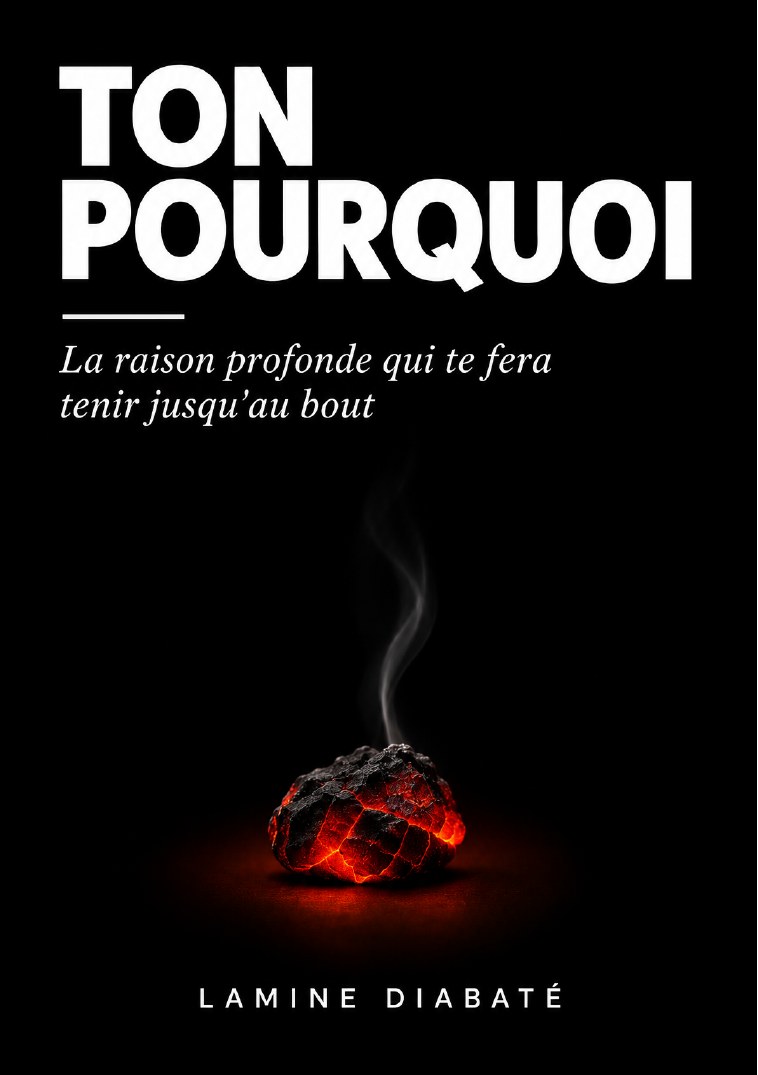 TON
POURQUOI
La raison profonde qui te fera
tenir jusqu’au bout
LAMINE DIABATÉ